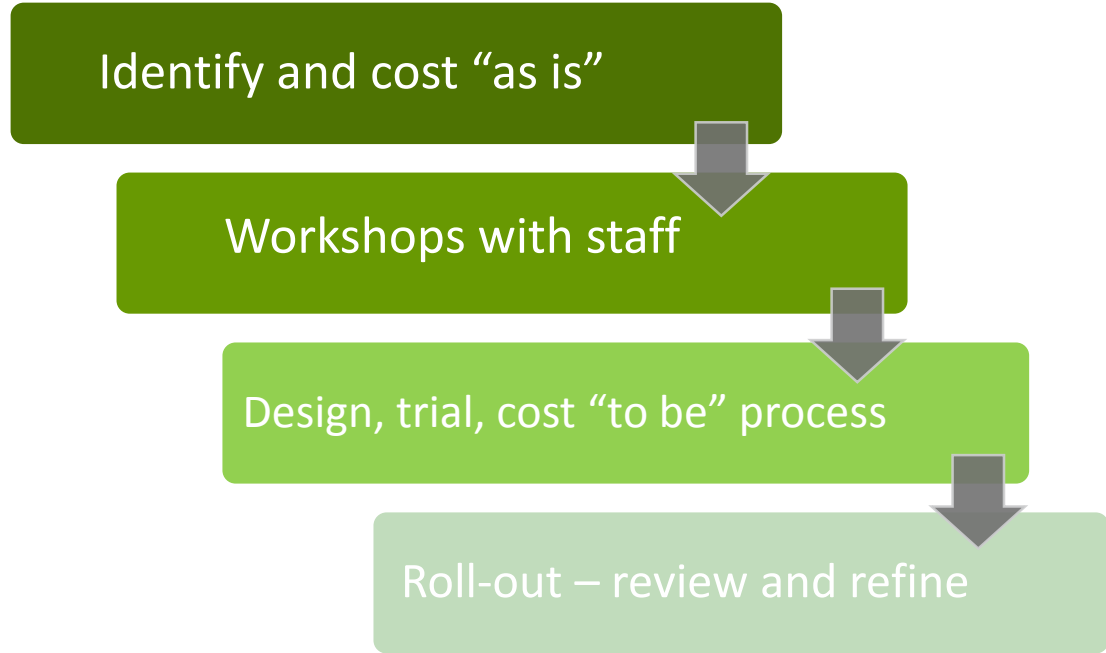 Identify and cost “as is”
Workshops with staff
Design, trial, cost “to be” process
Roll-out – review and refine